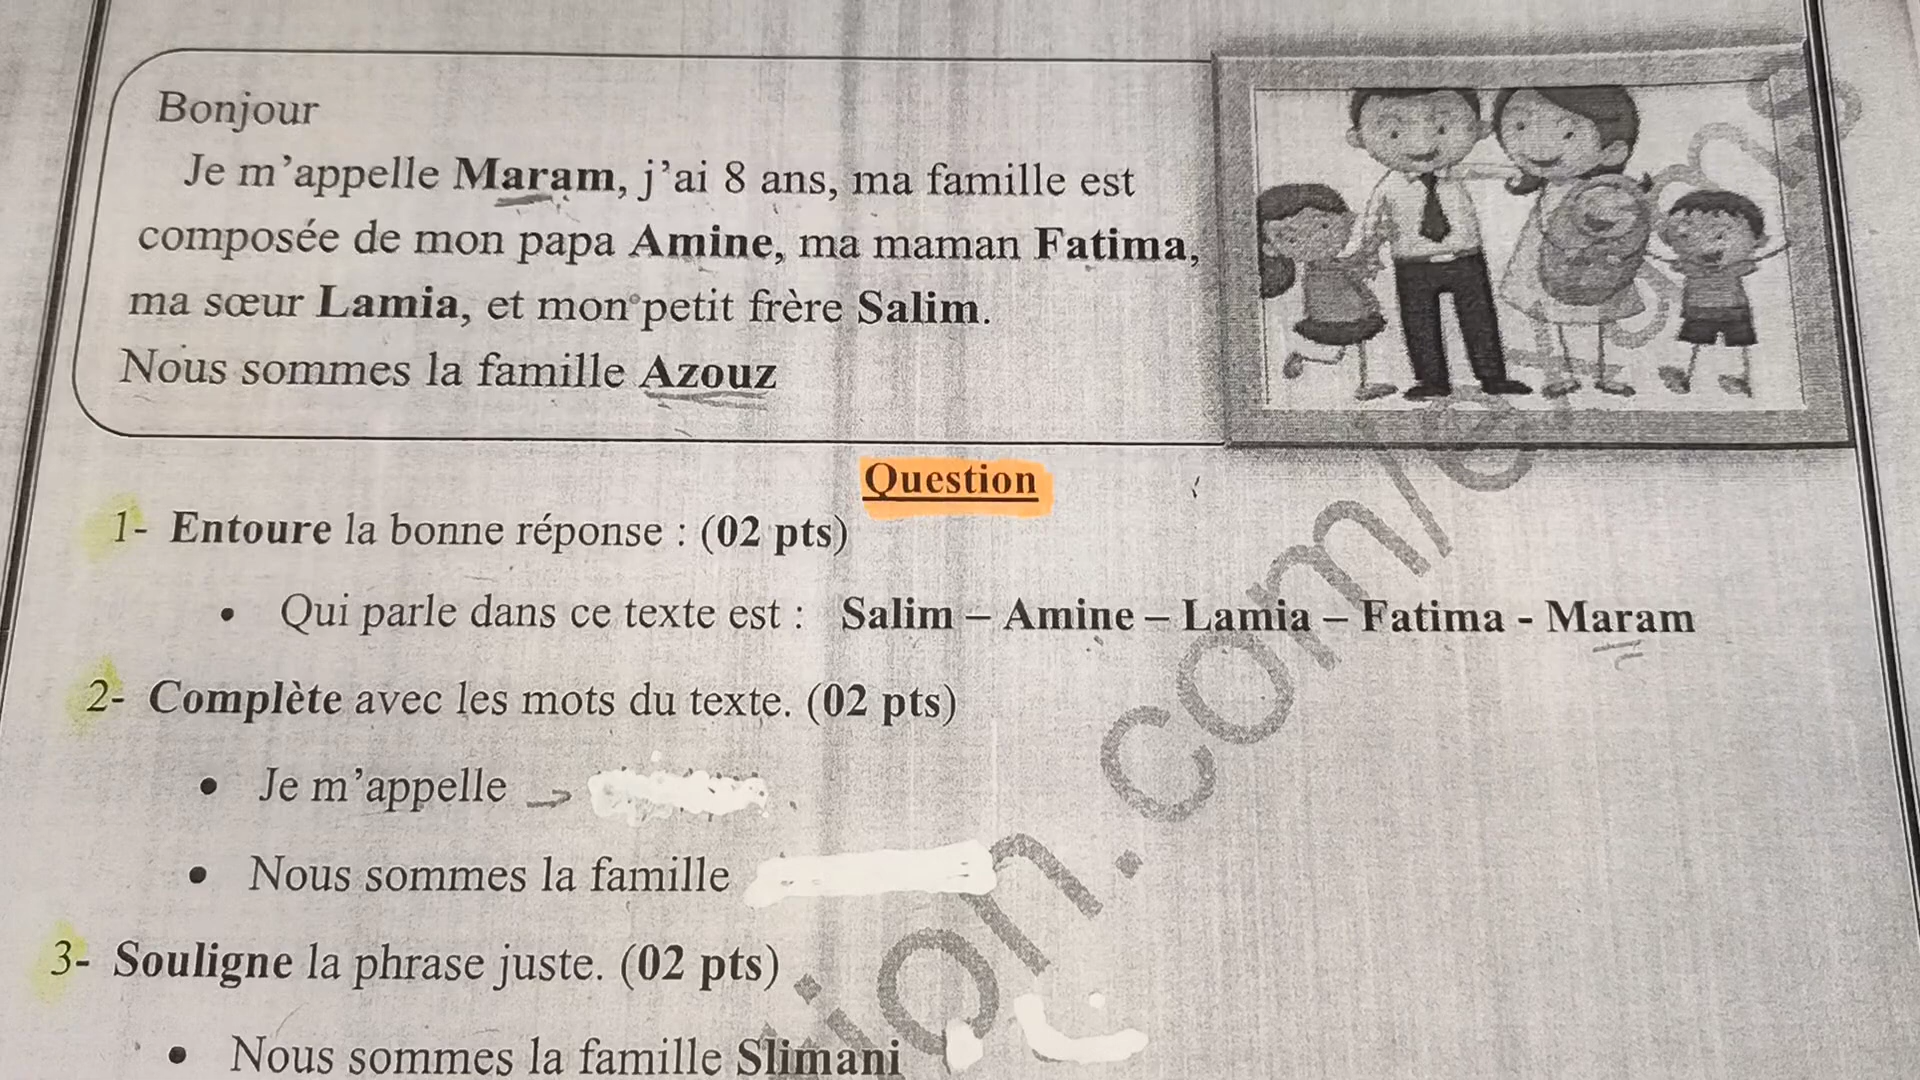 Bonjour
Je m'appelle Maram, j'ai 8 ans, ma famille est
composée de mon papa Amine, ma maman Fatima,
ma sœur Lamia, et mon petit frère Salim.
Nous sommes la famille Azouz
Question
1- Entoure la bonne réponse : (02 pts)
• Qui parle dans ce texte est : Salim – Amine – Lamia – Fatima - Maram
2- Complète avec les mots du texte. (02 pts)
• Je m'appelle
• Nous sommes la famille
3- Souligne la phrase juste. (02 pts)
• Nous sommes la famille Slimani